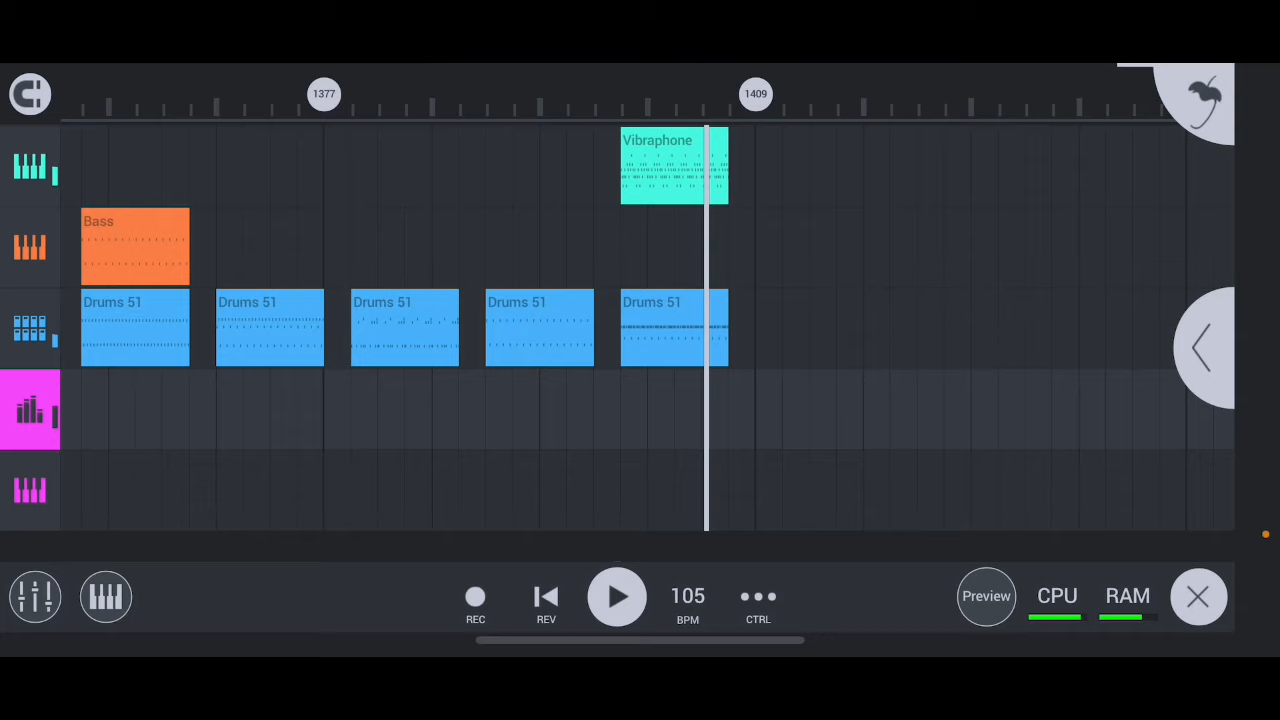 1377
1409
Vibraphone
Bass
Drums 51
Drums 51
Drums 51
Drums 51
Drums 51
REC
REV
105
BPM
CTRL
Preview
CPU
RAM